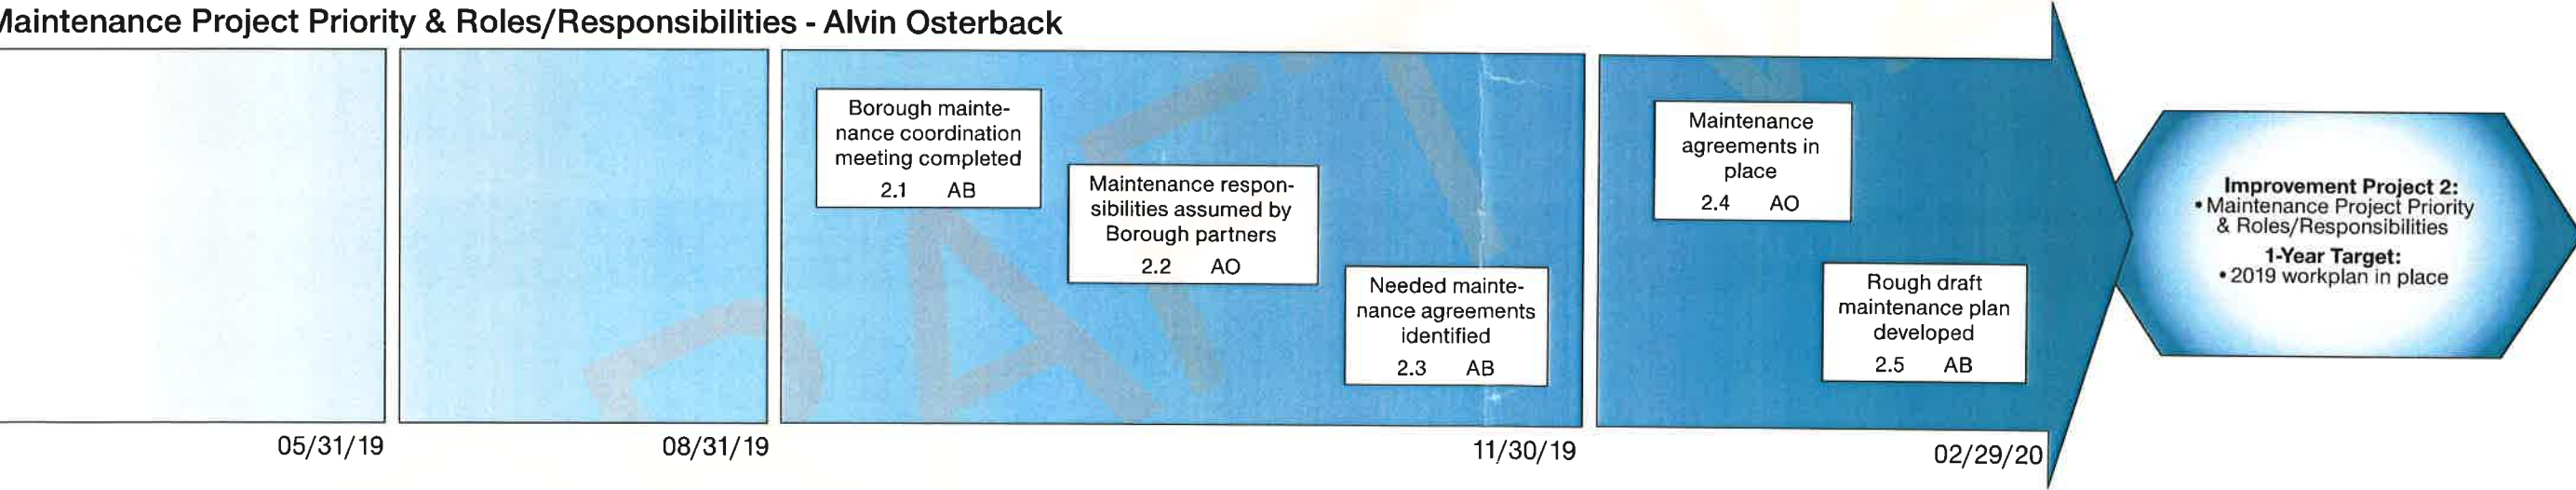 Maintenance Project Priority & Roles/Responsibilities - Alvin Osterback
Borough mainte-
nance coordination
meeting completed
2.1 AB
Maintenance respon-
sibilities assumed by
Borough partners
2.2 AO
Needed mainte-
nance agreements
identified
2.3 AB
Maintenance
agreements in
place
2.4 AO
Rough draft
maintenance plan
developed
2.5 AB
Improvement Project 2:
• Maintenance Project Priority
& Roles/Responsibilities
1-Year Target:
• 2019 workplan in place
05/31/19
08/31/19
11/30/19
02/29/20